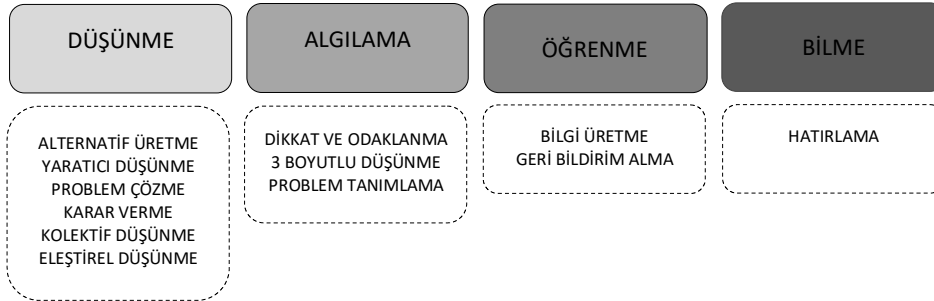 DÜŞÜNME
ALTERNATİF ÜRETME
YARATICI DÜŞÜNME
PROBLEM ÇÖZME
KARAR VERME
KOLEKTİF DÜŞÜNME
ELEŞTİREL DÜŞÜNME
ALGILAMA
DİKKAT VE ODAKLANMA
3 BOYUTLU DÜŞÜNME
PROBLEM TANIMLAMA
ÖĞRENME
BİLGİ ÜRETME
GERİ BİLDİRİM ALMA
BİLME
HATIRLAMA